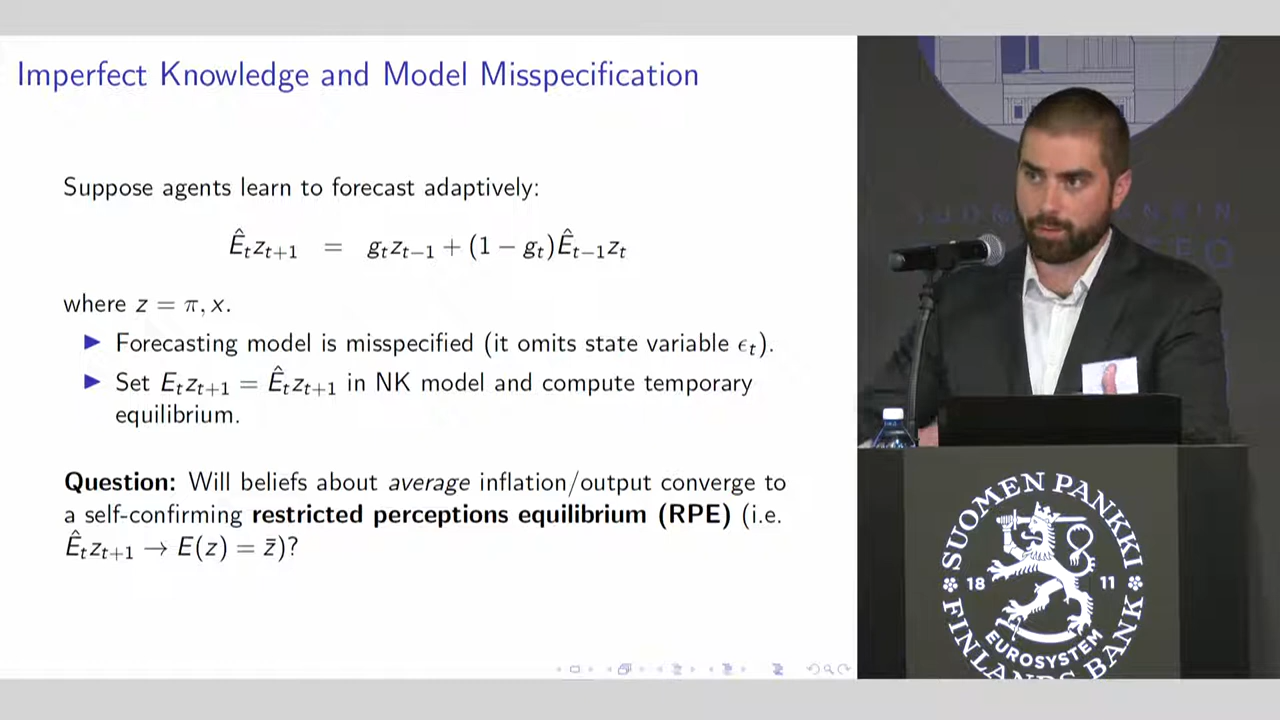 Imperfect Knowledge and Model Misspecification
Suppose agents learn to forecast adaptively:
Ê_t z_{t+1} = g_t z_{t−1} + (1 − g_t) Ê_{t−1} z_t
where z = π, x.
▶ Forecasting model is misspecified (it omits state variable ϵ_t).
▶ Set E_t z_{t+1} = Ê_t z_{t+1} in NK model and compute temporary
equilibrium.
Question: Will beliefs about average inflation/output converge to
a self-confirming restricted perceptions equilibrium (RPE) (i.e.
Ê_t z_{t+1} → E(z) = z̄)?
SUOMEN PANKKI
18 11
EUROSYSTEM
FINLANDS BANK